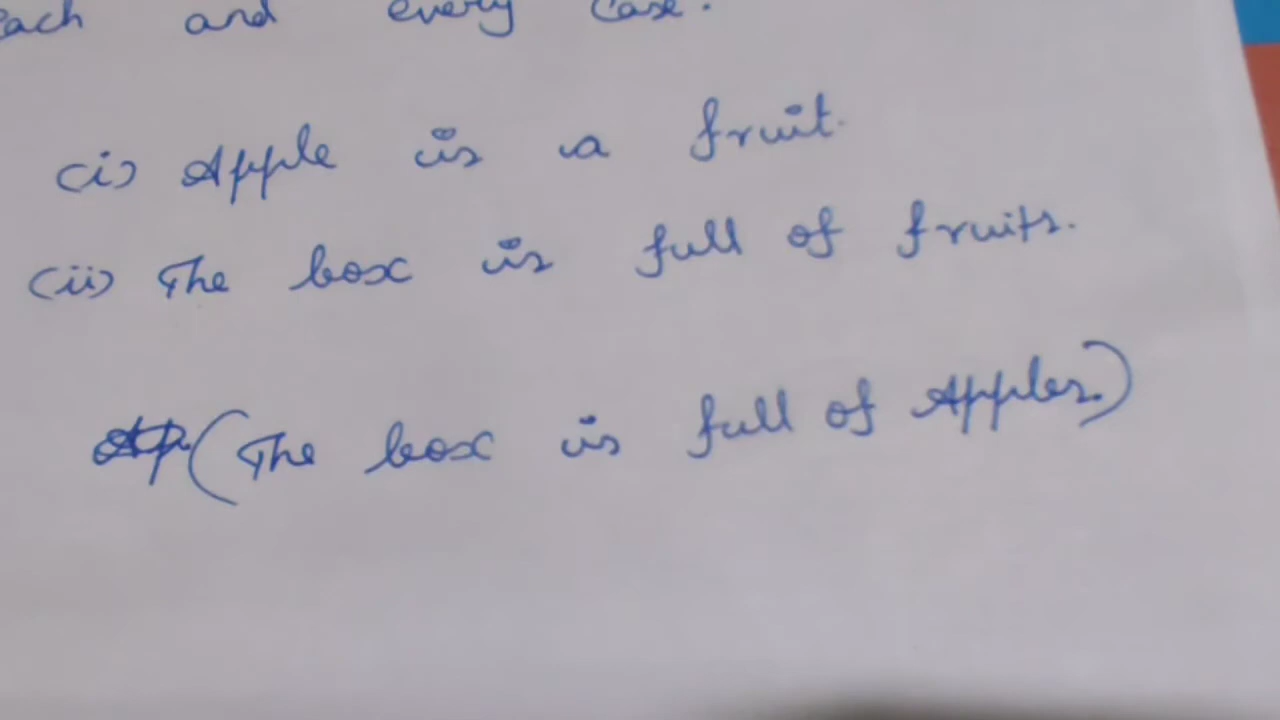 each and every case.
(i) Apple is a fruit.
(ii) The box is full of fruits.
(The box is full of Apples.)